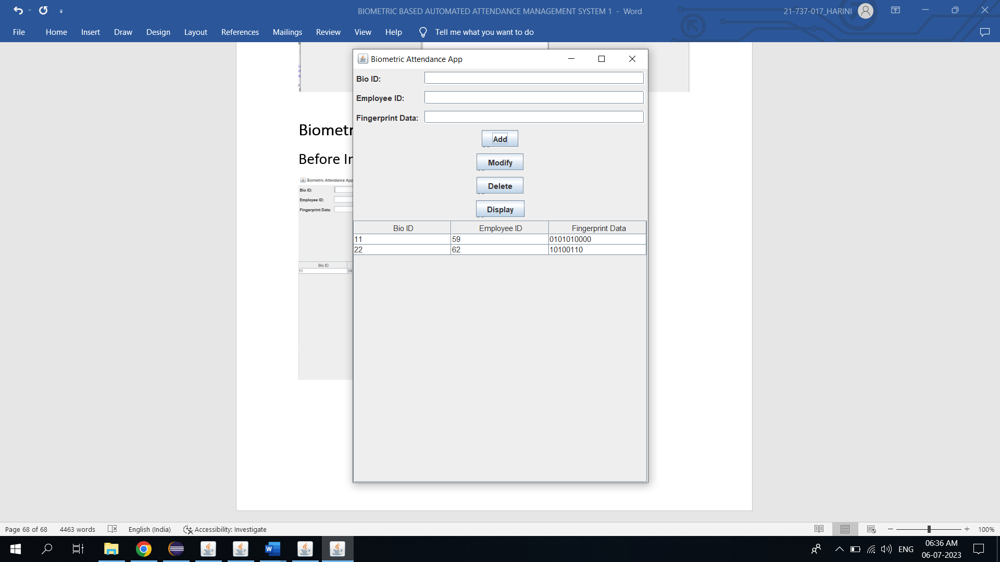 BIOMETRIC BASED AUTOMATED ATTENDANCE MANAGEMENT SYSTEM 1 - Word
21-737-017_HARINI
File Home Insert Draw Design Layout References Mailings Review View Help Tell me what you want to do
Biometric Attendance App
Bio ID:
Employee ID:
Fingerprint Data:
Add
Modify
Delete
Display
Bio ID Employee ID Fingerprint Data
11 59 0101010000
22 62 10100110
Before
Biometric Attendance App
Bio ID:
Employee ID:
Fingerprint Data:
Bio ID
11 59
Page 68 of 68 4463 words English (India) Accessibility: Investigate 100%
ENG
06:36 AM
06-07-2023